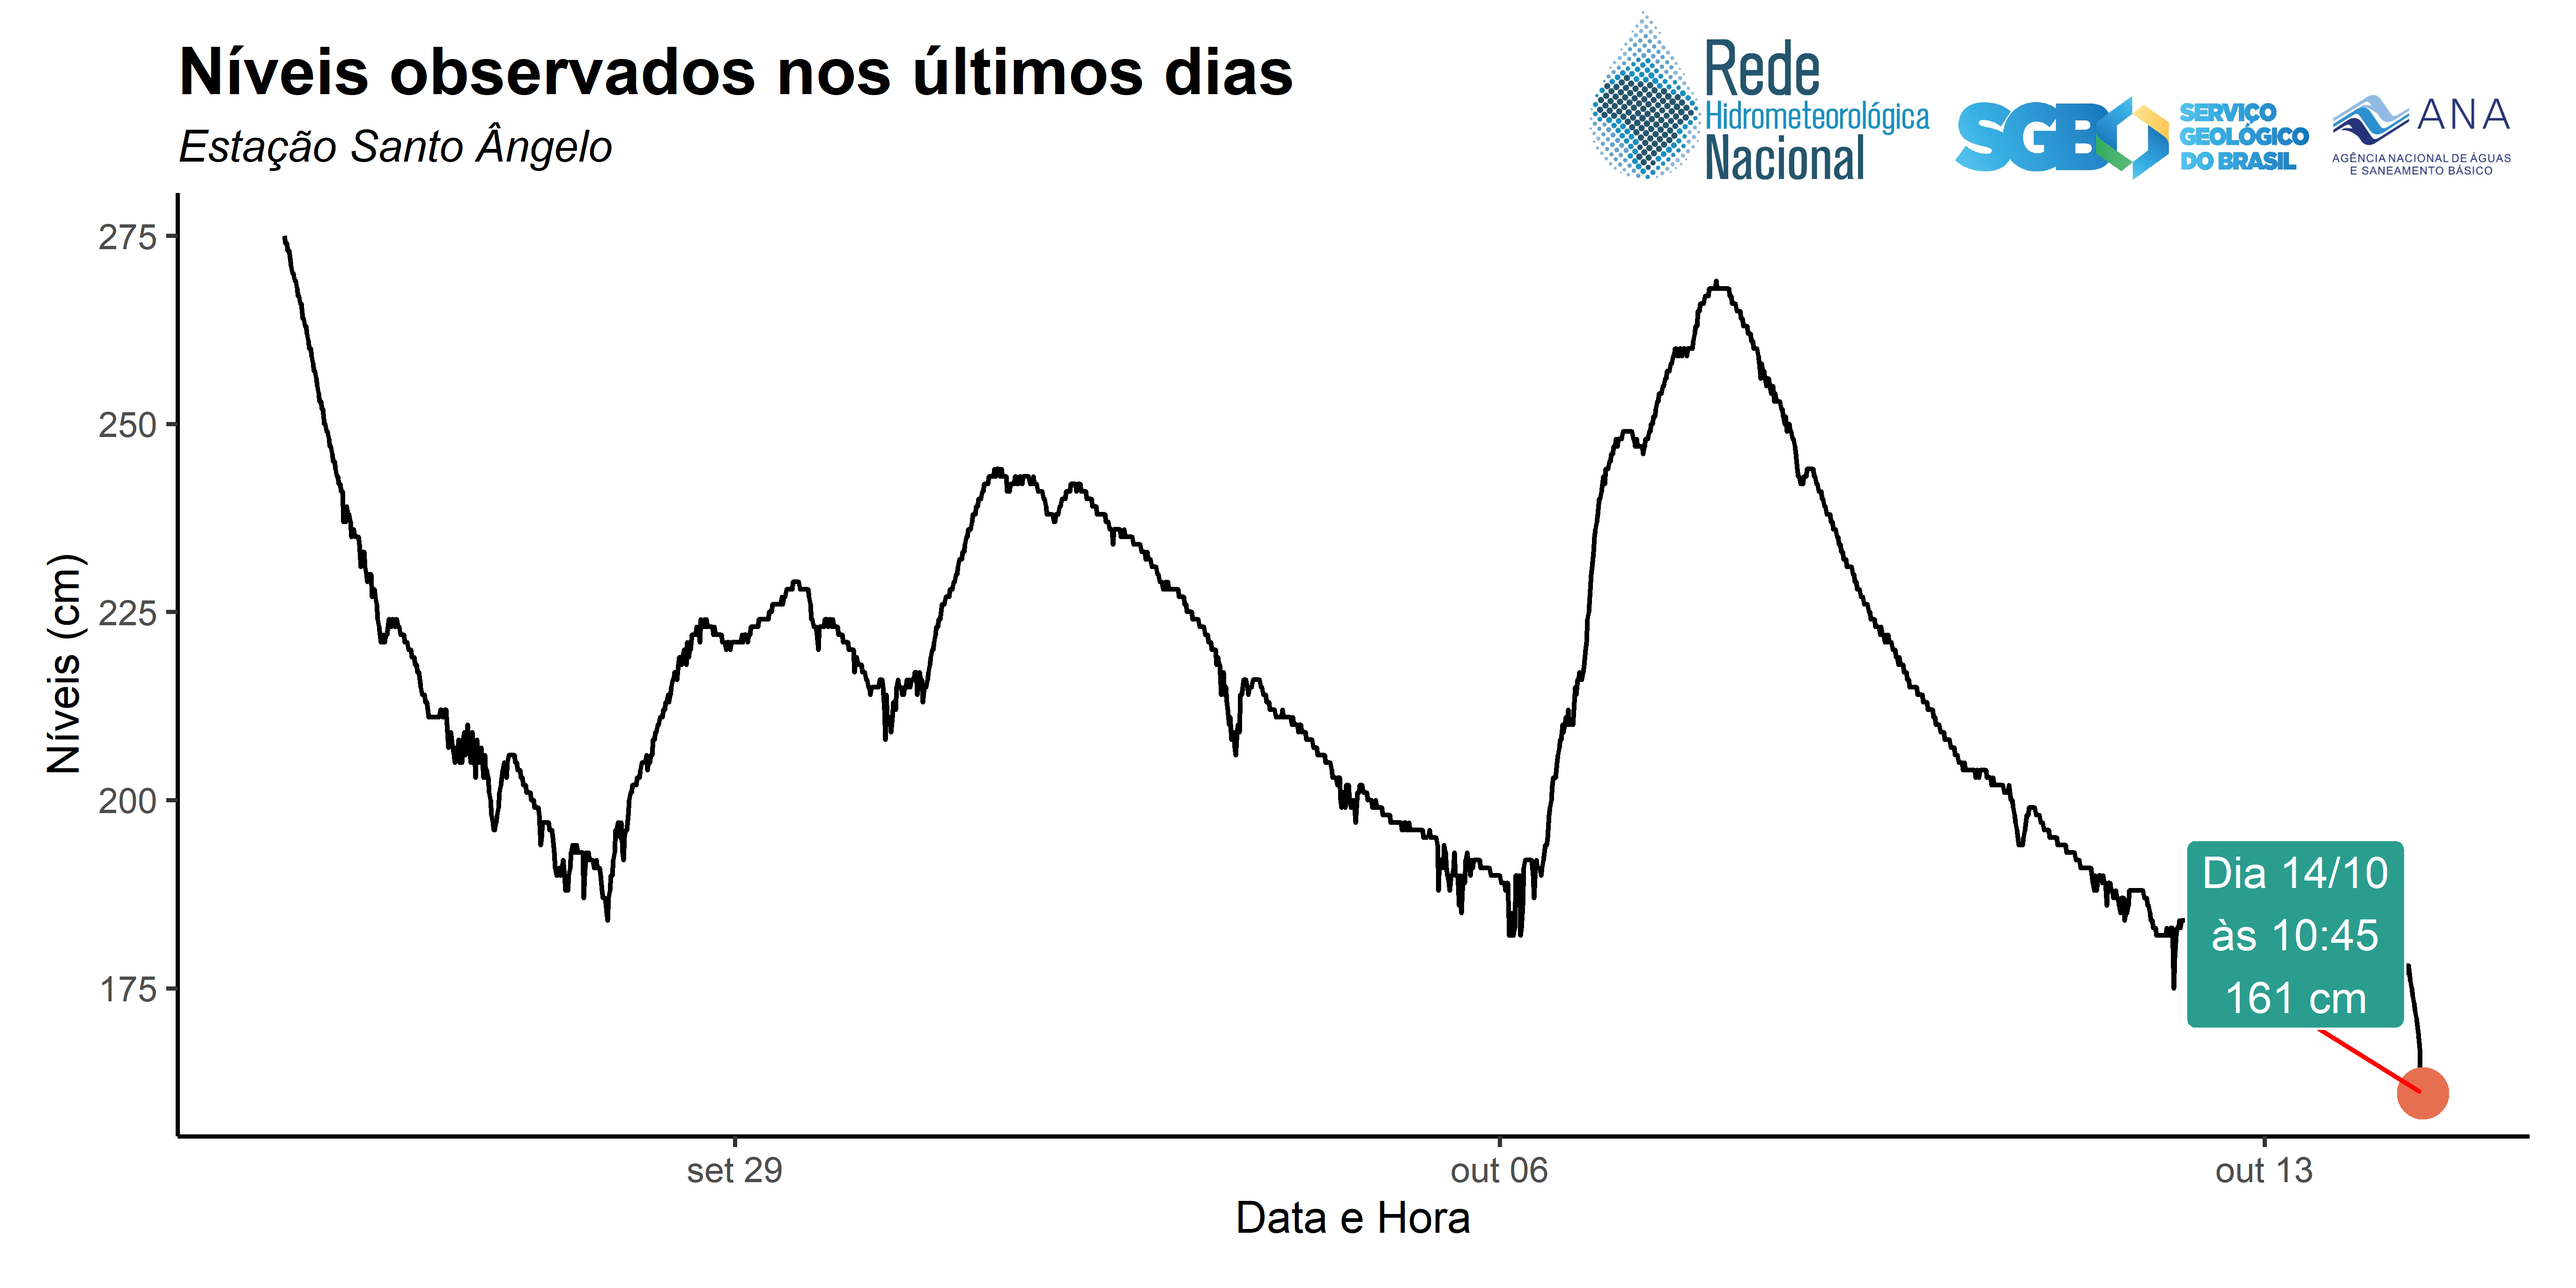 Níveis observados nos últimos dias
Estação Santo Ângelo
Rede
Hidrometeorológica
Nacional
SGB
SERVIÇO
GEOLÓGICO
DO BRASIL
ANA
AGÊNCIA NACIONAL DE ÁGUAS
E SANEAMENTO BÁSICO
Níveis (cm)
275
250
225
200
175
Dia 14/10
às 10:45
161 cm
set 29
out 06
out 13
Data e Hora